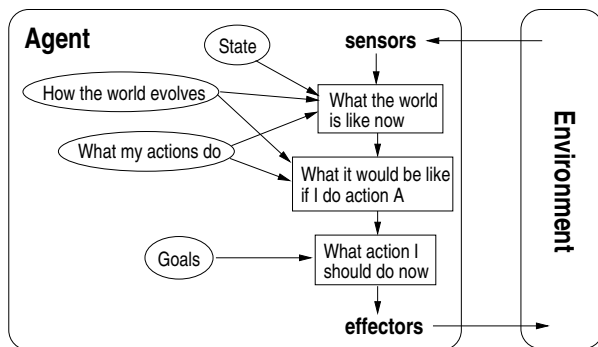 Agent
State
sensors
How the world evolves
What the world
is like now
What my actions do
What it would be like
if I do action A
Goals
What action I
should do now
effectors
Environment